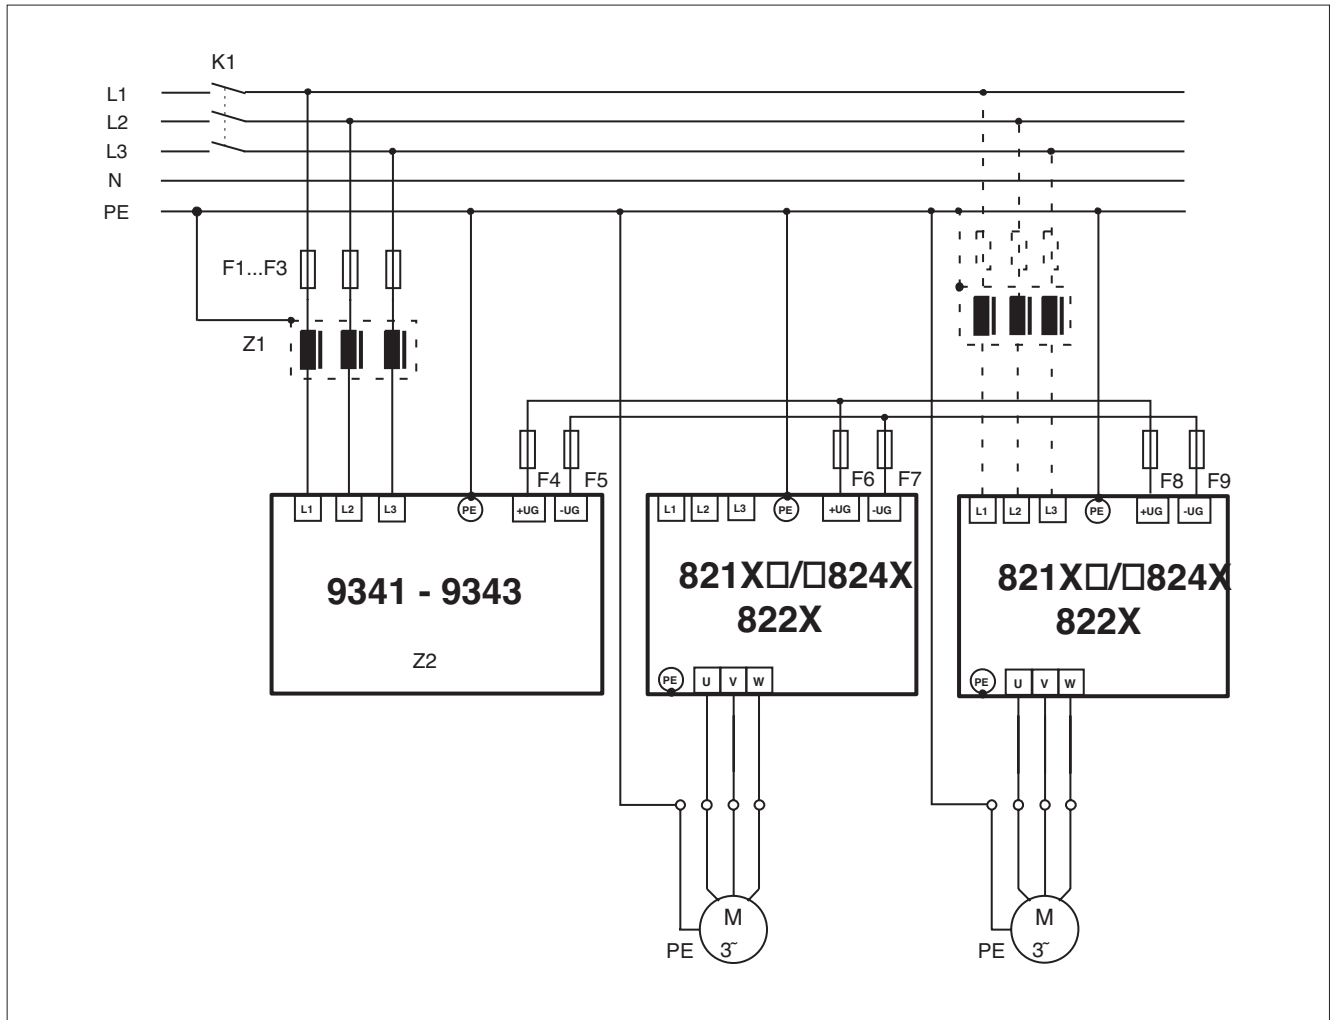 K1
L1
L2
L3
N
PE
F1...F3
Z1
F4 F5 F6 F7 F8 F9
L1 L2 L3 PE +UG -UG
L1 L2 L3 PE +UG -UG
L1 L2 L3 PE +UG -UG
9341 - 9343
Z2
821X□/□824X
822X
PE U V W
821X□/□824X
822X
PE U V W
M
3~
PE
M
3~
PE